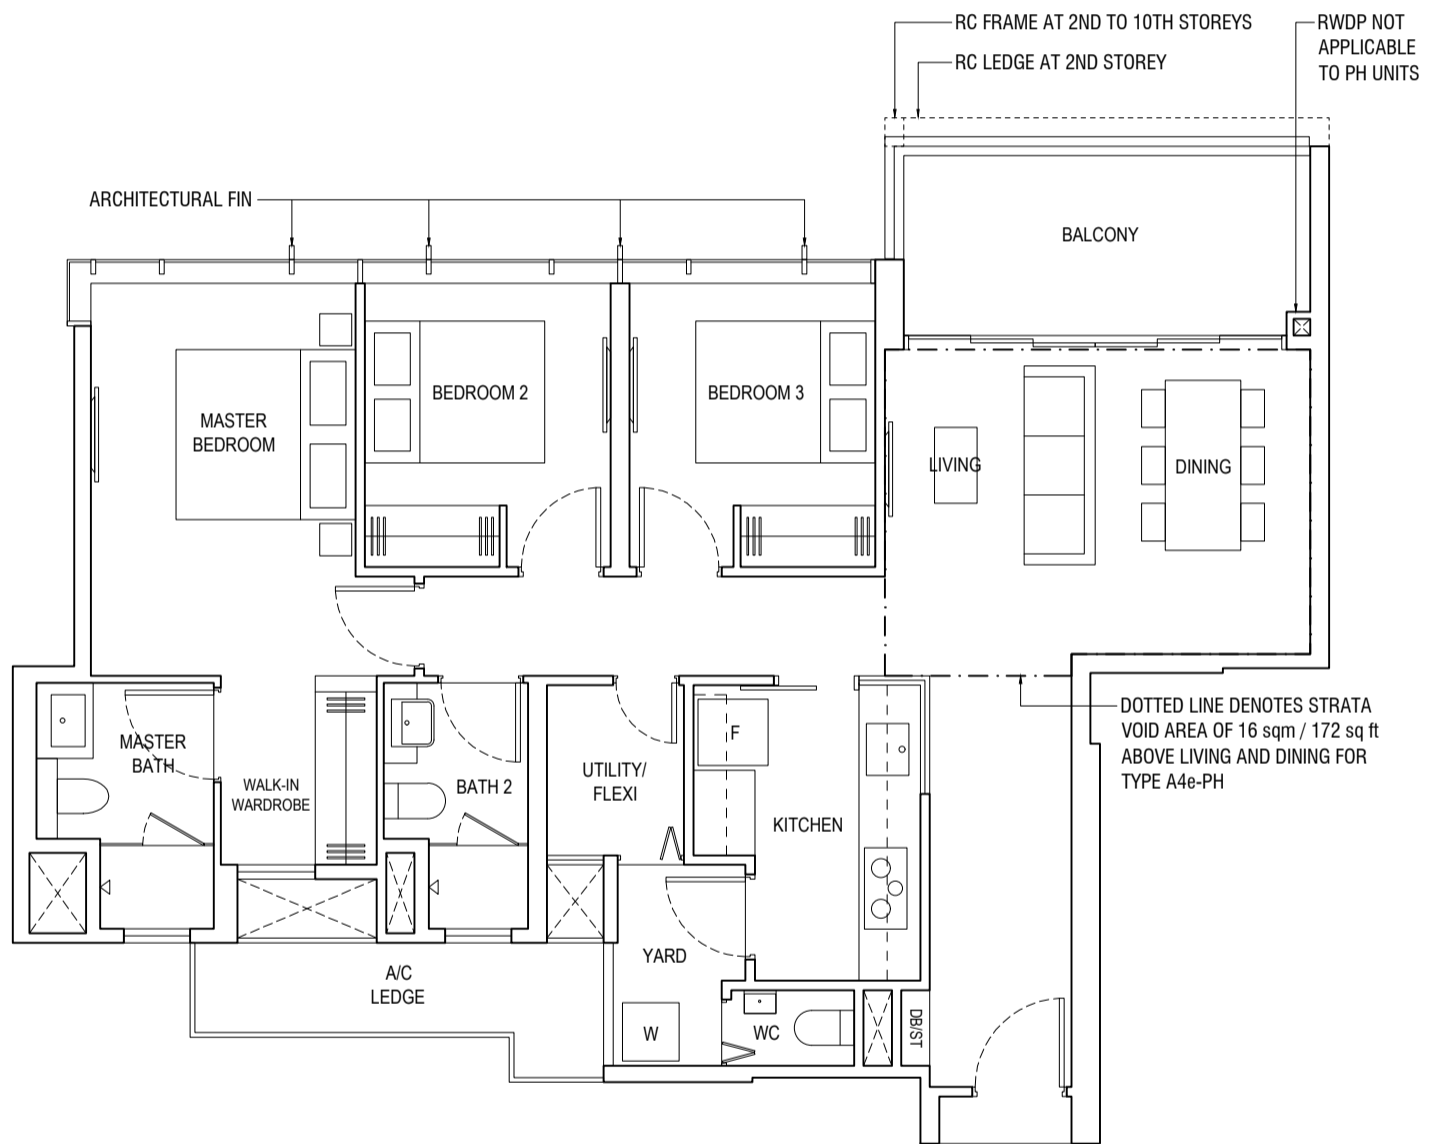 RC FRAME AT 2ND TO 10TH STOREYS
RC LEDGE AT 2ND STOREY
RWDP NOT
APPLICABLE
TO PH UNITS
ARCHITECTURAL FIN
BALCONY
MASTER
BEDROOM
BEDROOM 2
BEDROOM 3
LIVING
DINING
DOTTED LINE DENOTES STRATA
VOID AREA OF 16 sqm / 172 sq ft
ABOVE LIVING AND DINING FOR
TYPE A4e-PH
MASTER
BATH
WALK-IN
WARDROBE
BATH 2
UTILITY/
FLEXI
F
KITCHEN
YARD
A/C
LEDGE
W
WC
DB/ST